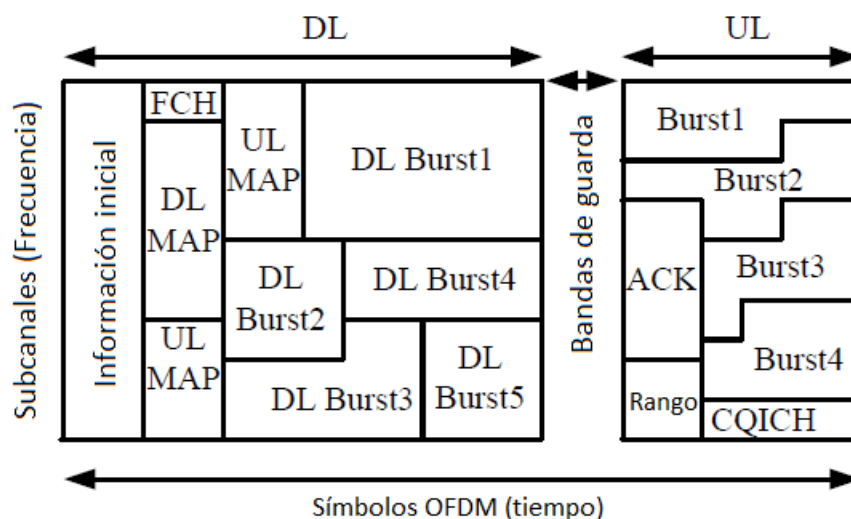 DL
UL
Subcanales (Frecuencia)
Información inicial
FCH
DL
MAP
UL
MAP
UL
MAP
DL Burst1
DL
Burst2
DL Burst4
DL Burst3
DL
Burst5
Bandas de guarda
Burst1
Burst2
ACK
Burst3
Burst4
Rango
CQICH
Símbolos OFDM (tiempo)